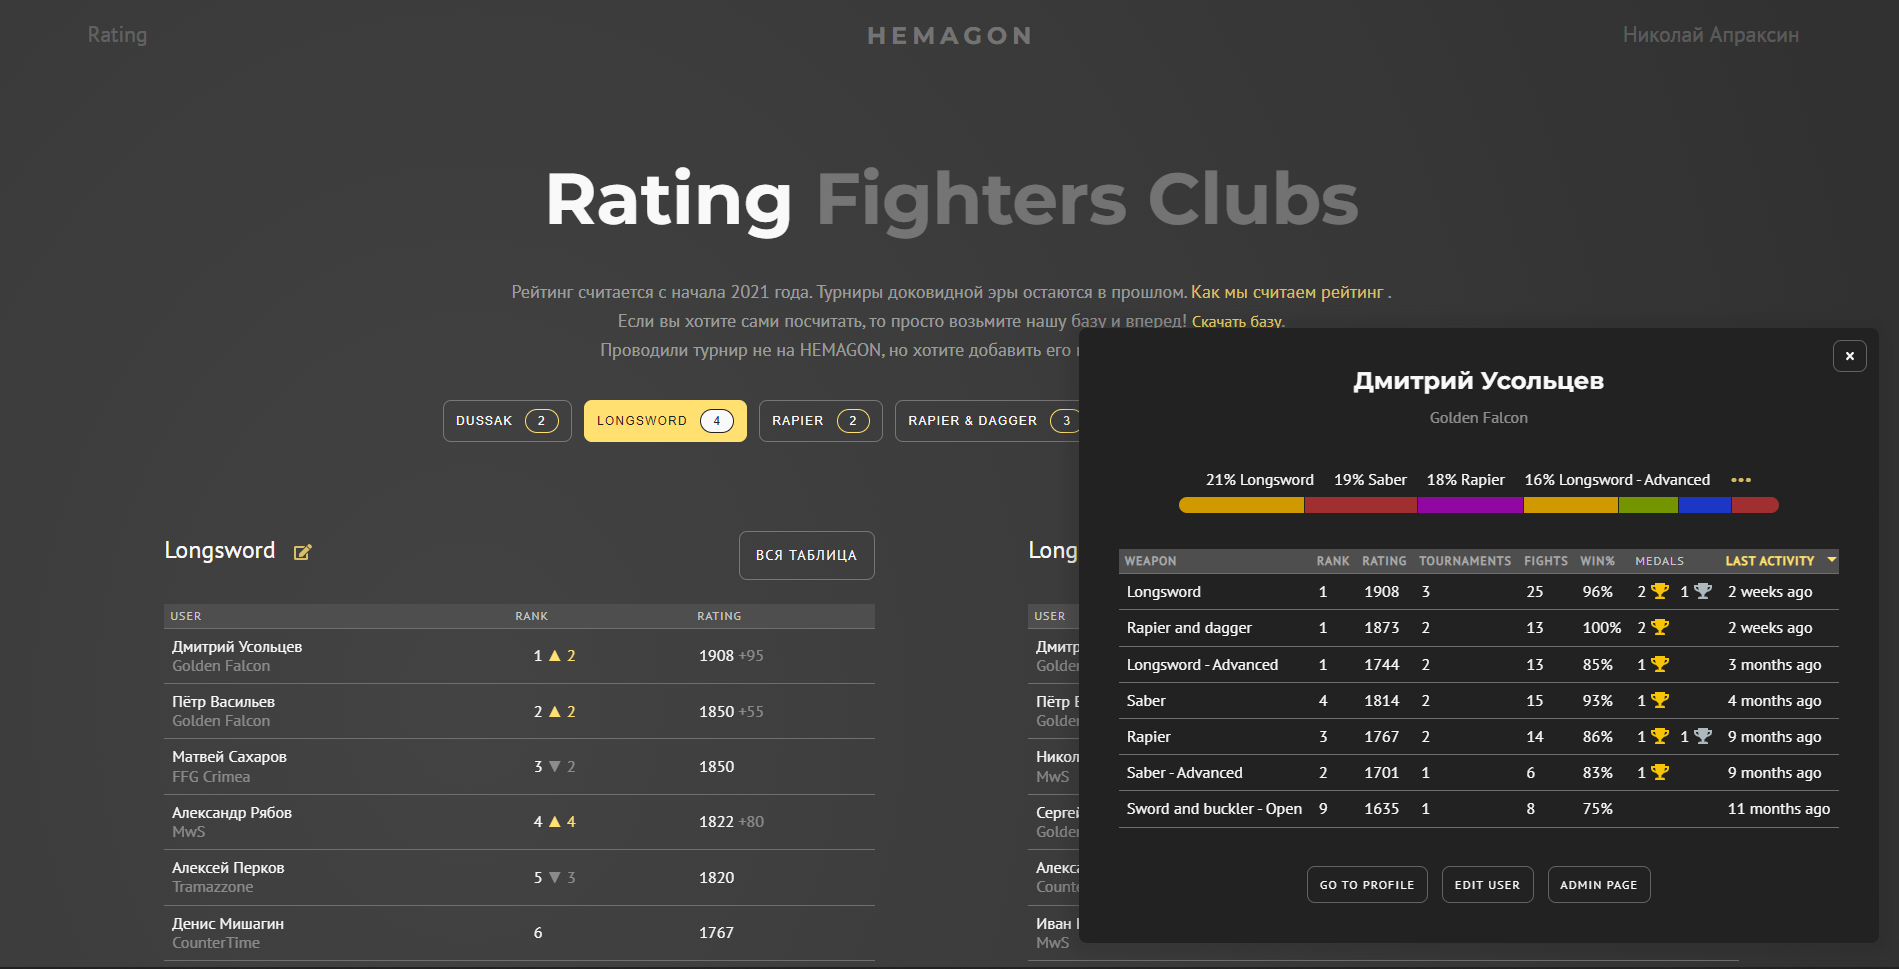 Rating
HEMAGON
Николай Апраксин
Rating Fighters Clubs
Рейтинг считается с начала 2021 года. Турниры доковидной эры остаются в прошлом. Как мы считаем рейтинг .
Если вы хотите сами посчитать, то просто возьмите нашу базу и вперед! Скачать базу.
Проводили турнир не на HEMAGON, но хотите добавить его
DUSSAK 2
LONGSWORD 4
RAPIER 2
RAPIER & DAGGER 3
Longsword
ВСЯ ТАБЛИЦА
USER RANK RATING
Дмитрий Усольцев 1 ▲ 2 1908 +95
Golden Falcon
Пётр Васильев 2 ▲ 2 1850 +55
Golden Falcon
Матвей Сахаров 3 ▼ 2 1850
FFG Crimea
Александр Рябов 4 ▲ 4 1822 +80
MwS
Алексей Перков 5 ▼ 3 1820
Tramazzone
Денис Мишагин 6 1767
CounterTime
Long
USER
Дмитр
Golde
Пётр
Golde
Никол
MwS
Сергей
Golde
Алекса
Count
Иван
MwS
×
Дмитрий Усольцев
Golden Falcon
21% Longsword 19% Saber 18% Rapier 16% Longsword - Advanced •••
WEAPON RANK RATING TOURNAMENTS FIGHTS WIN% MEDALS LAST ACTIVITY
Longsword 1 1908 3 25 96% 2 1 2 weeks ago
Rapier and dagger 1 1873 2 13 100% 2 2 weeks ago
Longsword - Advanced 1 1744 2 13 85% 1 3 months ago
Saber 4 1814 2 15 93% 1 4 months ago
Rapier 3 1767 2 14 86% 1 1 9 months ago
Saber - Advanced 2 1701 1 6 83% 1 9 months ago
Sword and buckler - Open 9 1635 1 8 75% 11 months ago
GO TO PROFILE
EDIT USER
ADMIN PAGE